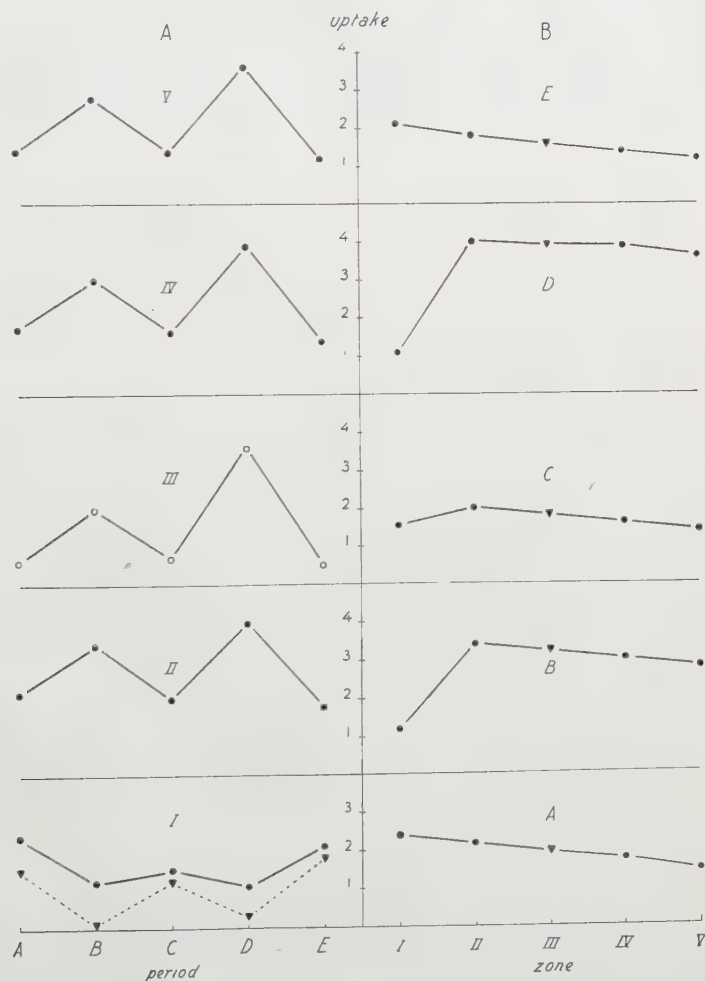 uptake
A
B
4
3
2
1
V
E
4
3
2
1
IV
D
4
3
2
1
III
C
4
3
2
1
II
B
3
2
1
I
A
A B C D E
period
I II III IV V
zone